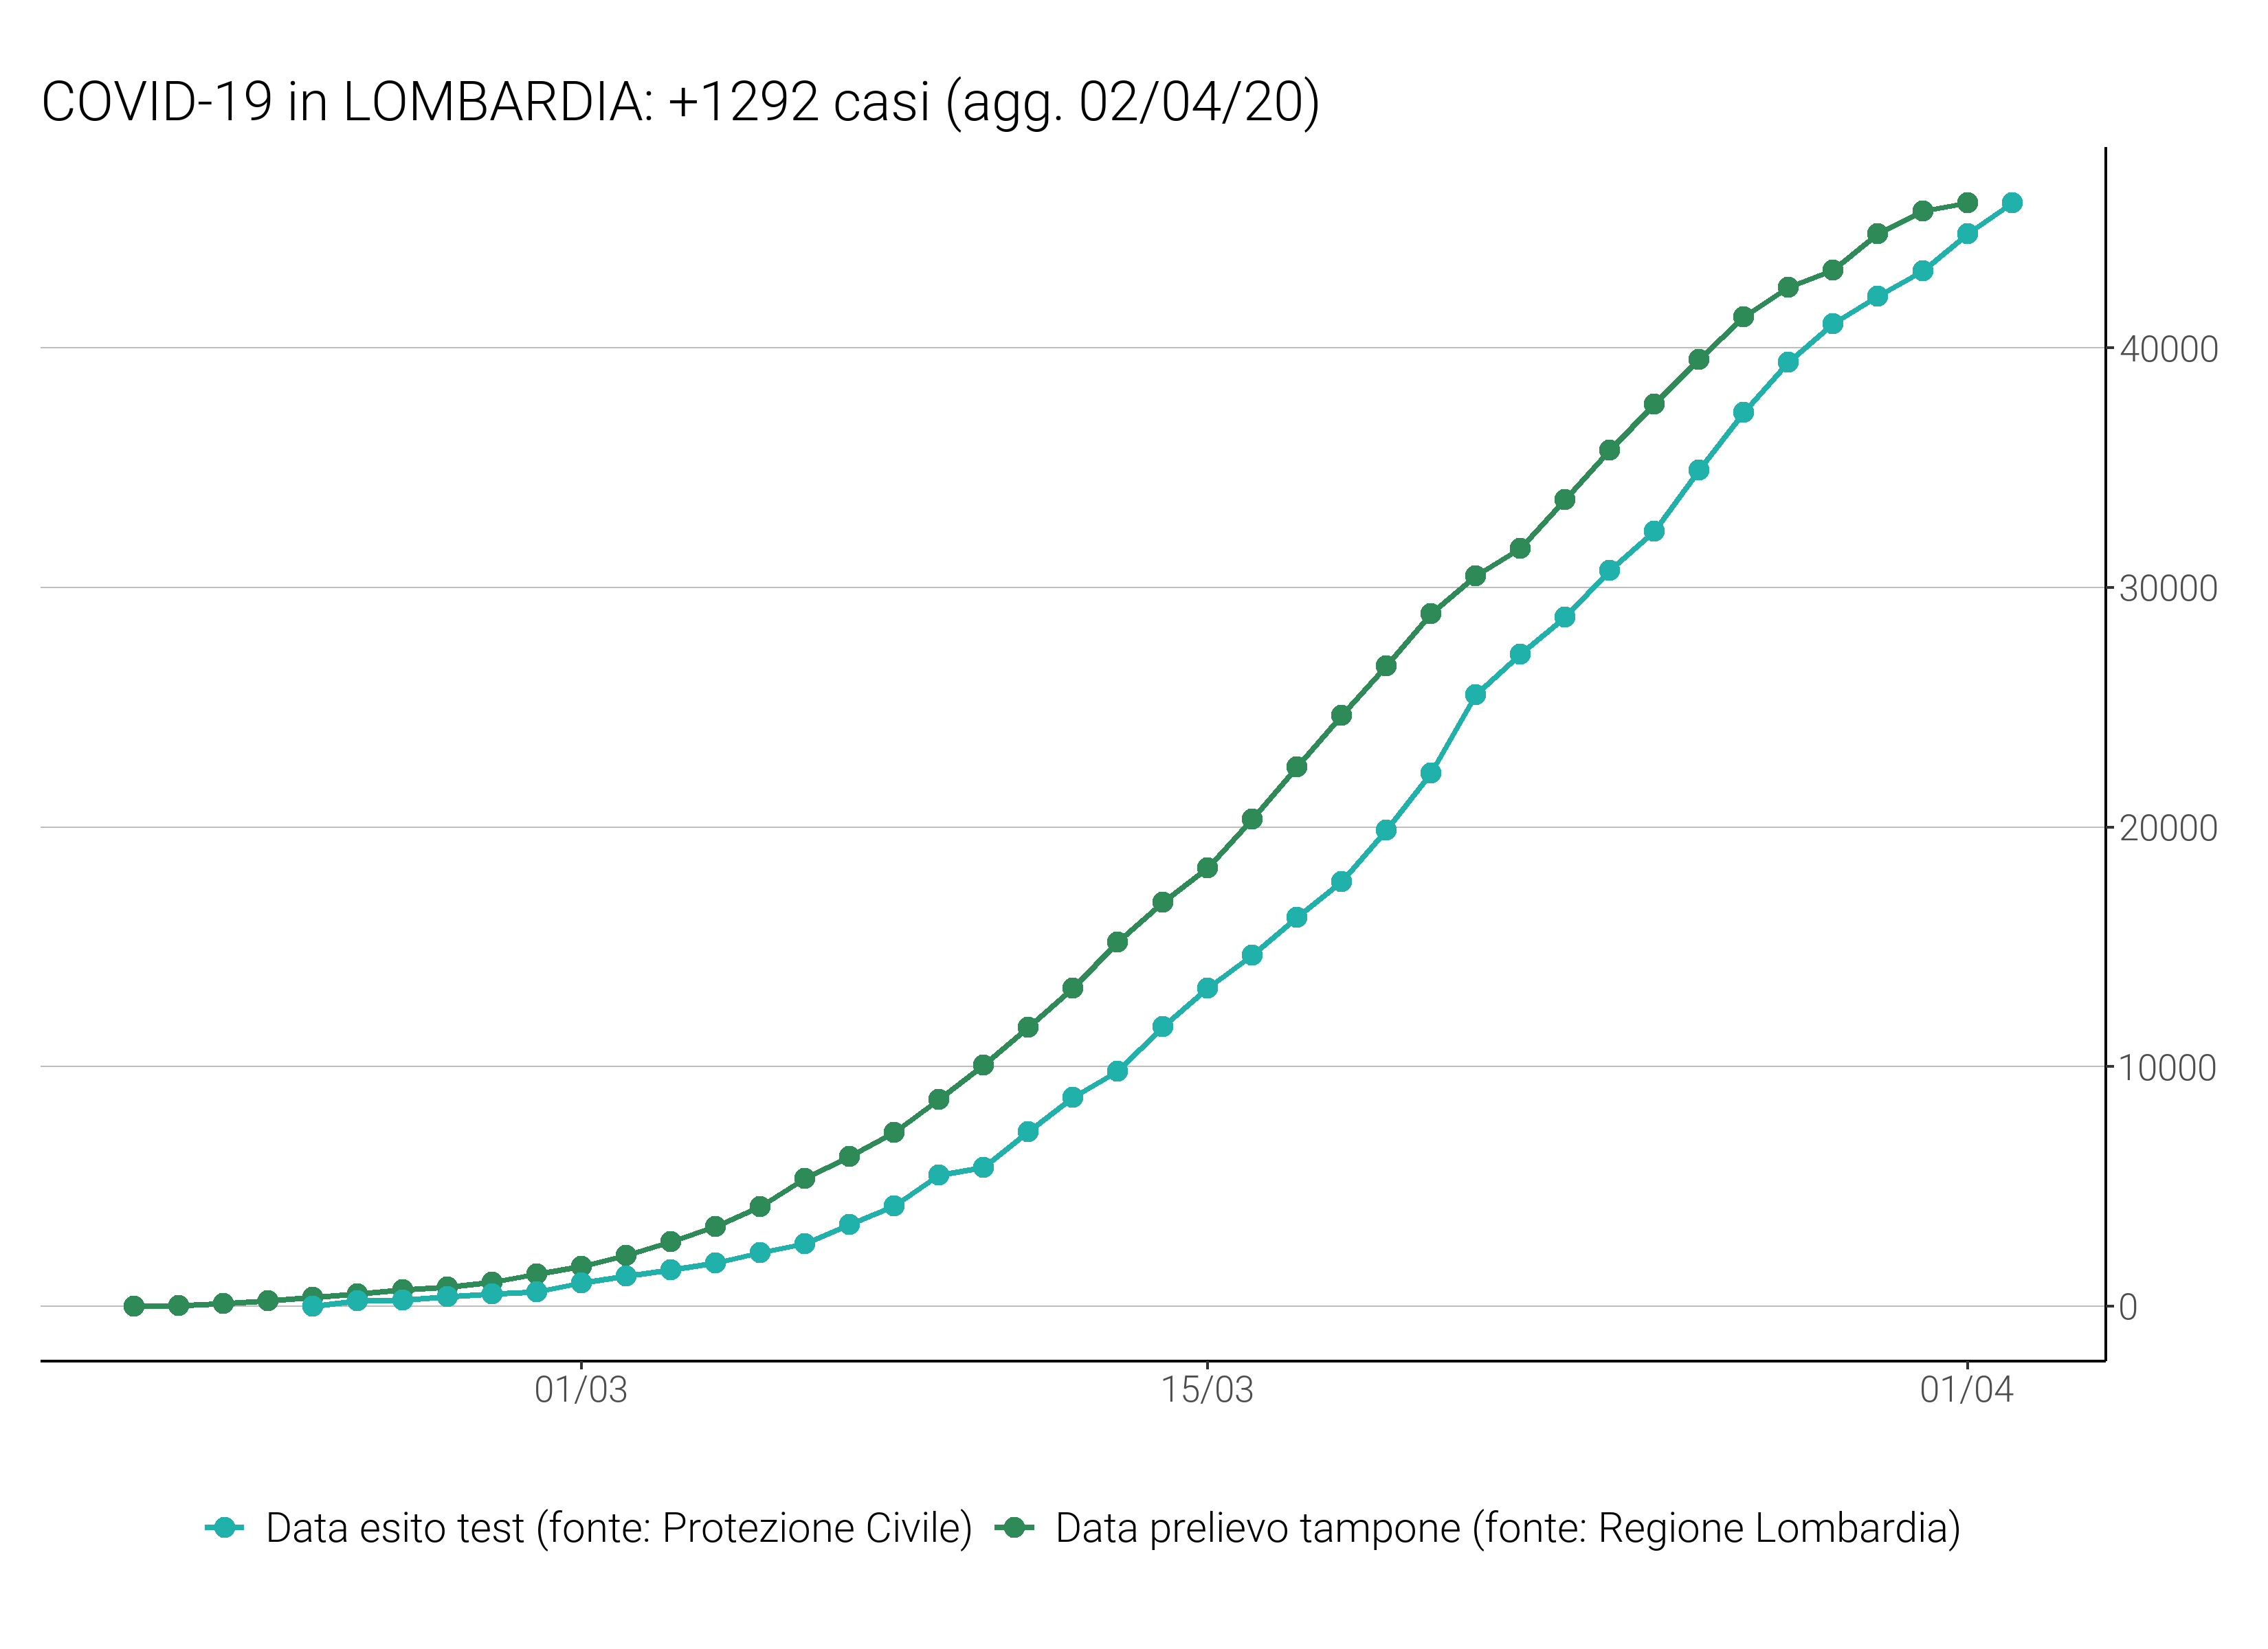 COVID-19 in LOMBARDIA: +1292 casi (agg. 02/04/20)
40000
30000
20000
10000
0
01/03 15/03 01/04
Data esito test (fonte: Protezione Civile) Data prelievo tampone (fonte: Regione Lombardia)